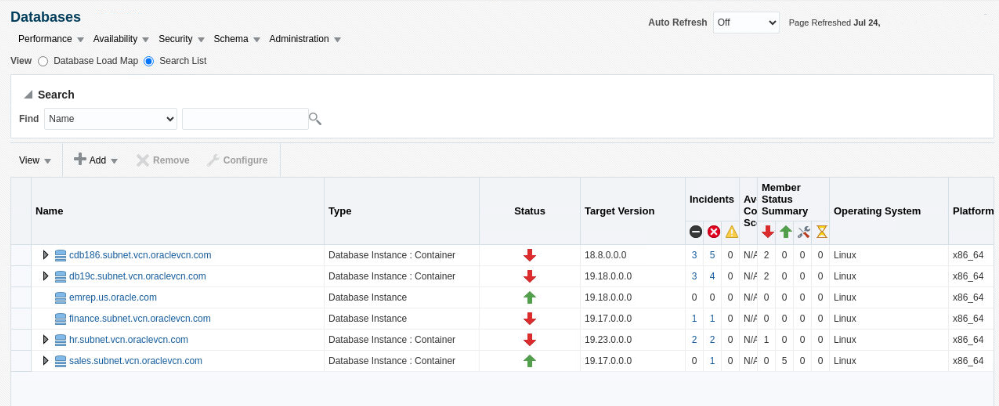 Databases
Auto Refresh Off Page Refreshed Jul 24,
Performance Availability Security Schema Administration
View Database Load Map Search List
Search
Find Name
View Add Remove Configure
Name Type Status Target Version Incidents Av Co Sco Member Status Summary Operating System Platform
cdb186.subnet.vcn.oraclevcn.com Database Instance : Container 18.8.0.0.0 3 5 0 N/A 2 0 0 0 Linux x86_64
db19c.subnet.vcn.oraclevcn.com Database Instance : Container 19.18.0.0.0 3 4 0 N/A 2 0 0 0 Linux x86_64
emrep.us.oracle.com Database Instance 19.18.0.0.0 0 0 0 N/A 0 0 0 0 Linux x86_64
finance.subnet.vcn.oraclevcn.com Database Instance 19.17.0.0.0 1 1 0 N/A 0 0 0 0 Linux x86_64
hr.subnet.vcn.oraclevcn.com Database Instance : Container 19.23.0.0.0 2 2 0 N/A 1 0 0 0 Linux x86_64
sales.subnet.vcn.oraclevcn.com Database Instance : Container 19.17.0.0.0 0 1 0 N/A 0 5 0 0 Linux x86_64